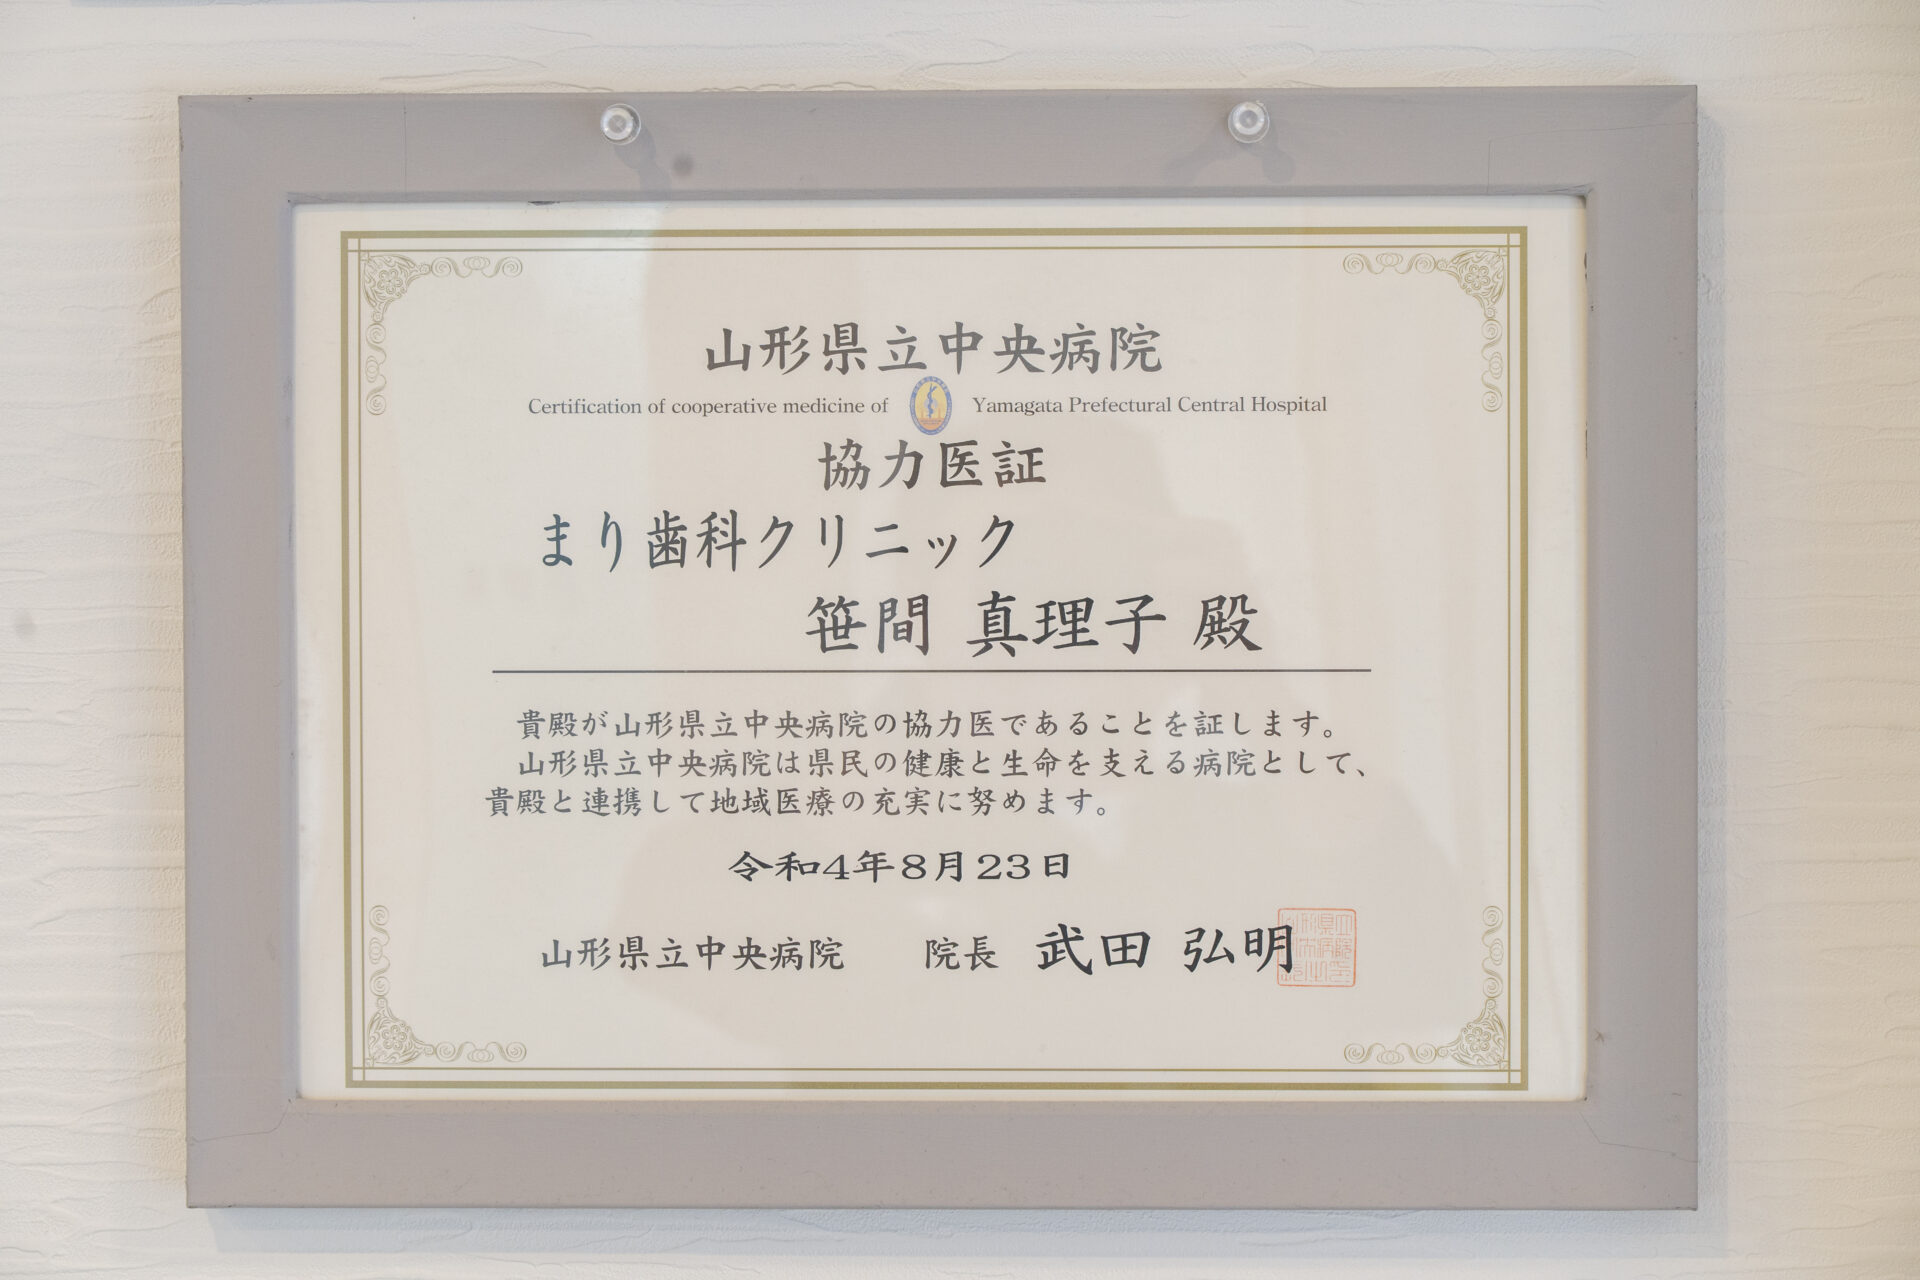 山形県立中央病院
Certification of cooperative medicine of Yamagata Prefectural Central Hospital
協力医証
まり歯科クリニック
笹間 真理子 殿
貴殿が山形県立中央病院の協力医であることを証します。
山形県立中央病院は県民の健康と生命を支える病院として、
貴殿と連携して地域医療の充実に努めます。
令和4年8月23日
山形県立中央病院 院長 武田 弘明